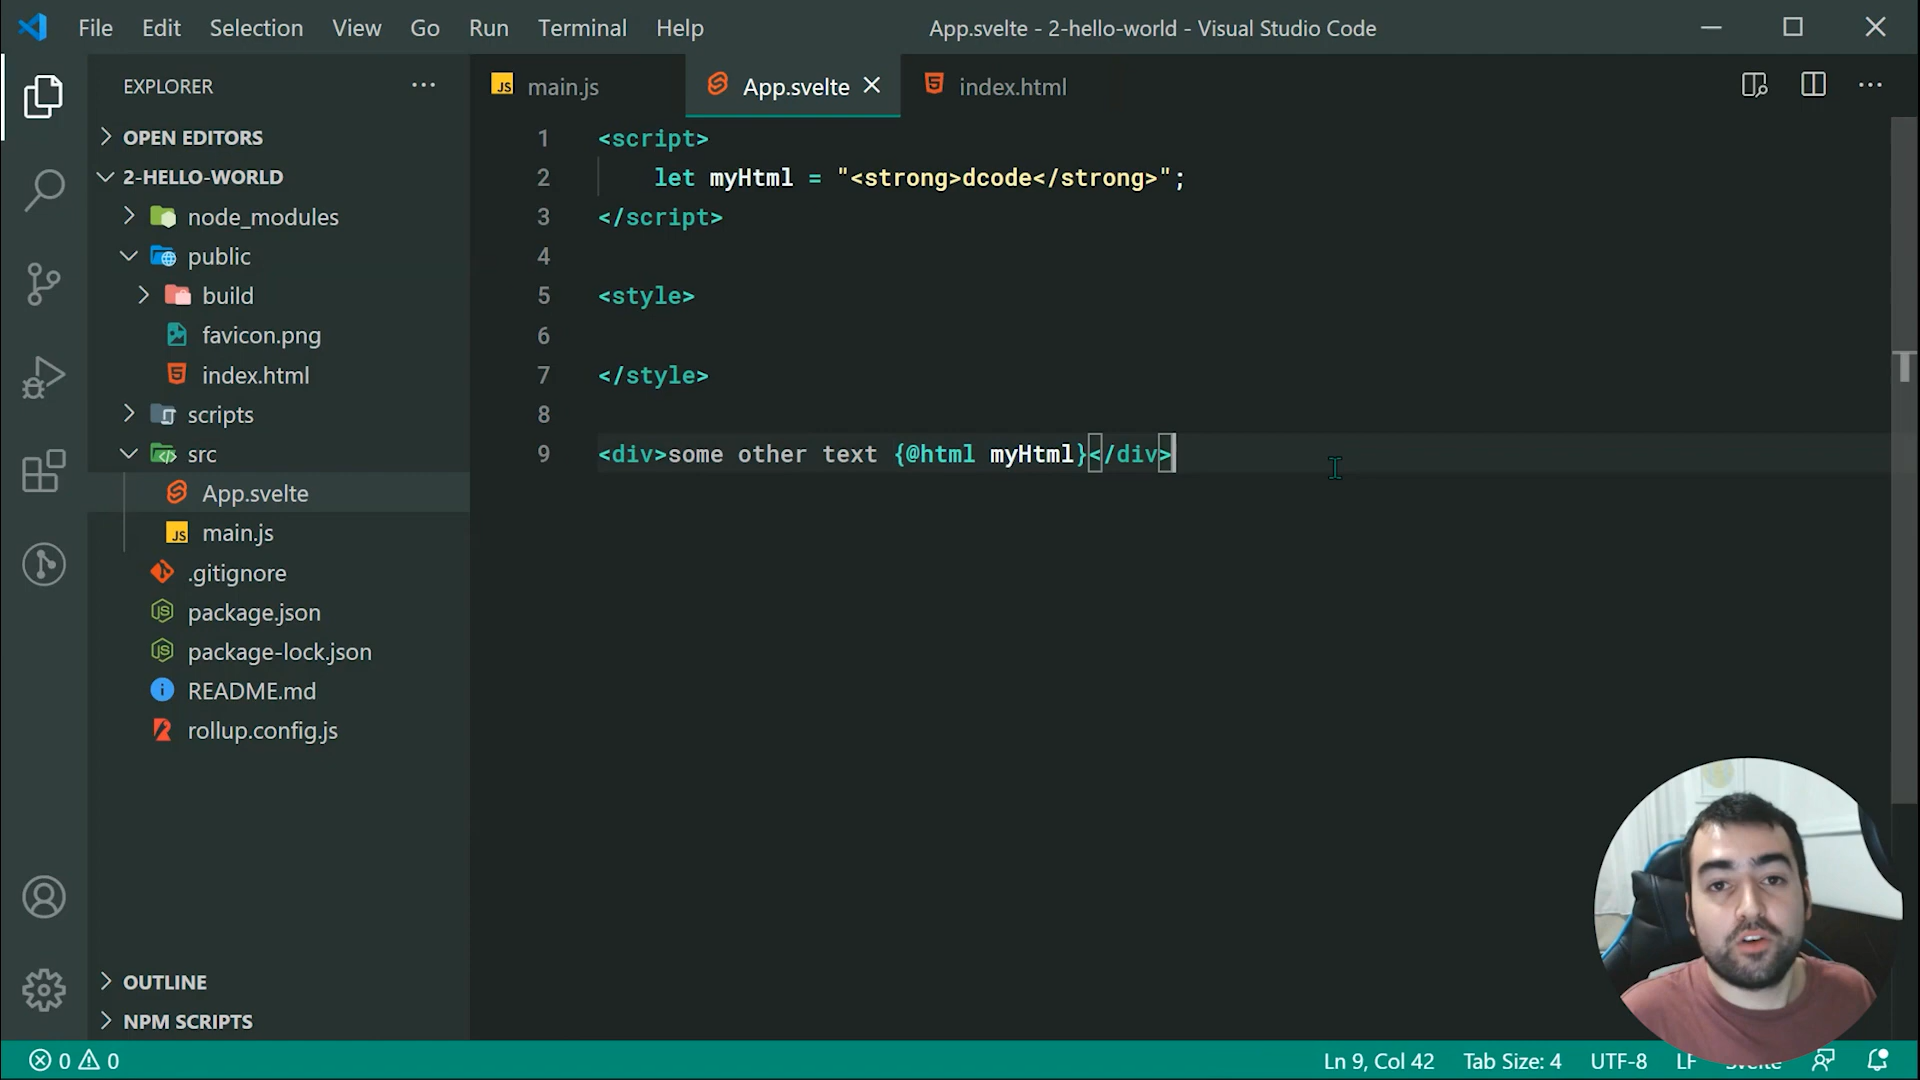 File Edit Selection View Go Run Terminal Help App.svelte - 2-hello-world - Visual Studio Code
EXPLORER
OPEN EDITORS
2-HELLO-WORLD
node_modules
public
build
favicon.png
index.html
scripts
src
App.svelte
main.js
.gitignore
package.json
package-lock.json
README.md
rollup.config.js
OUTLINE
NPM SCRIPTS
JS main.js App.svelte index.html
1 <script>
2 let myHtml = "<strong>dcode</strong>";
3 </script>
4
5 <style>
6
7 </style>
8
9 <div>some other text {@html myHtml}</div>
0 0 Ln 9, Col 42 Tab Size: 4 UTF-8 LF Svelte